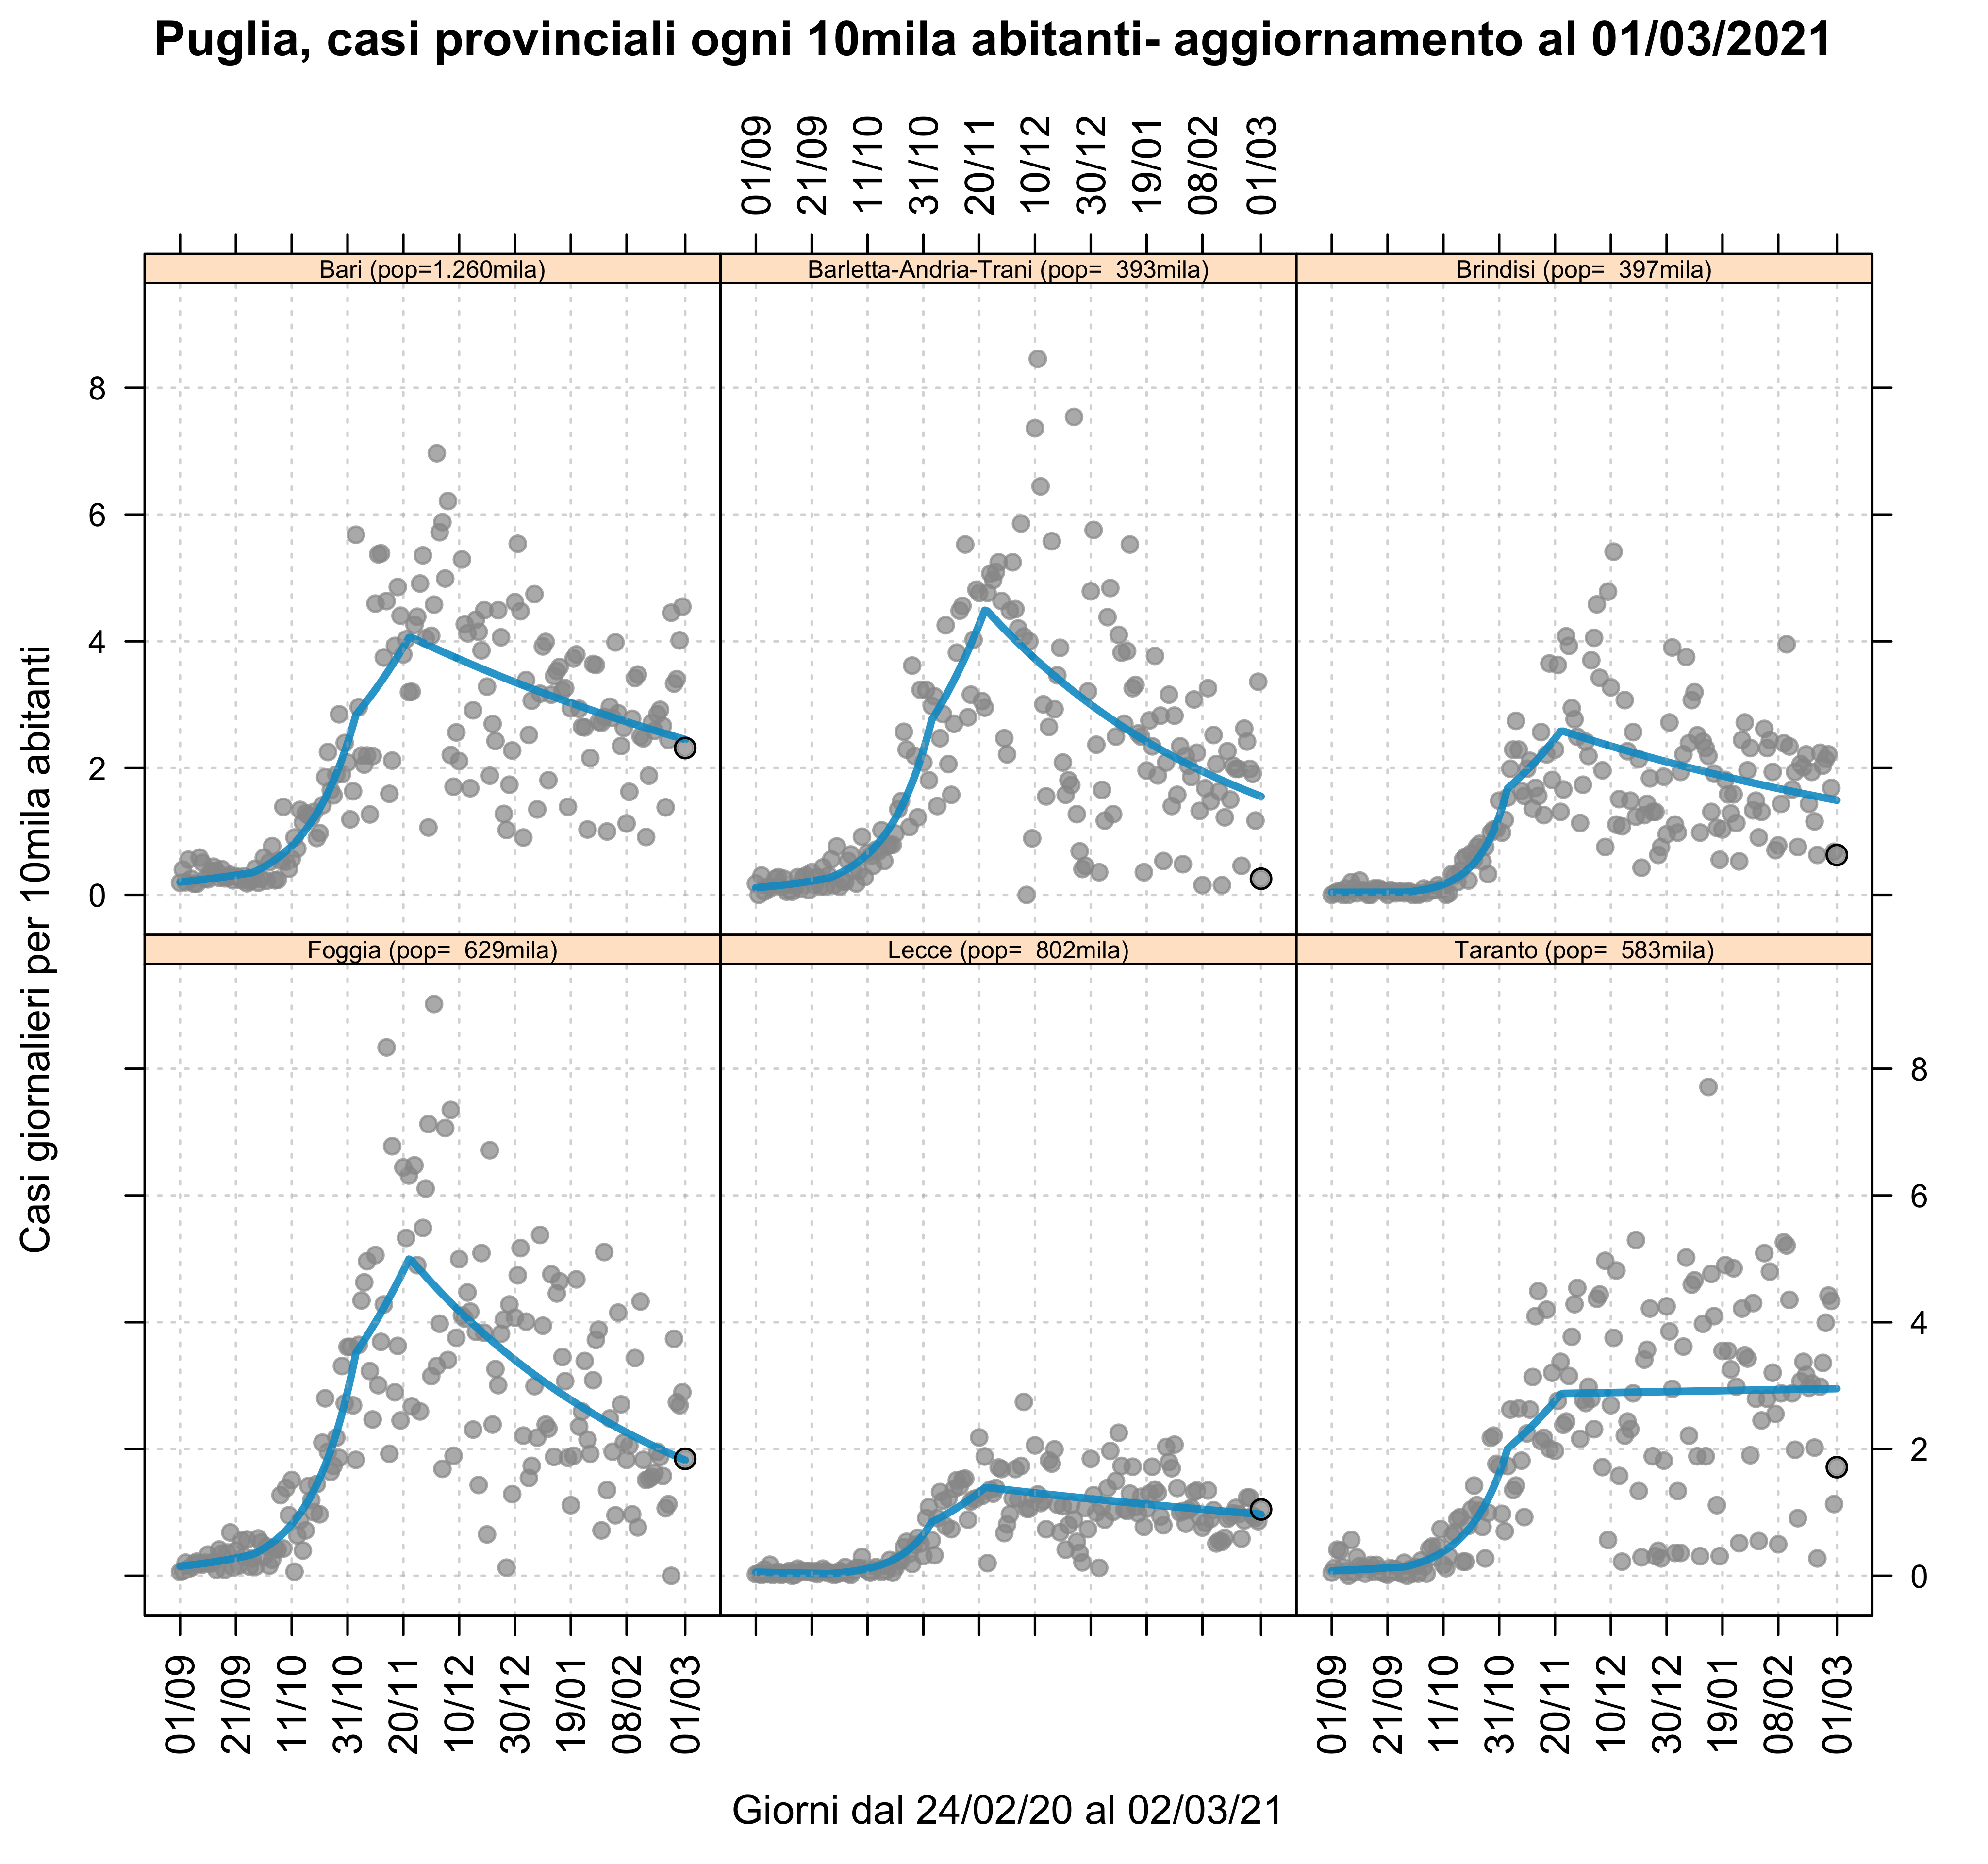 Puglia, casi provinciali ogni 10mila abitanti- aggiornamento al 01/03/2021
01/09 21/09 11/10 31/10 20/11 10/12 30/12 19/01 08/02 01/03
Bari (pop=1.260mila) Barletta-Andria-Trani (pop= 393mila) Brindisi (pop= 397mila)
8
6
4
2
0
Casi giornalieri per 10mila abitanti
Foggia (pop= 629mila) Lecce (pop= 802mila) Taranto (pop= 583mila)
8
6
4
2
0
01/09 21/09 11/10 31/10 20/11 10/12 30/12 19/01 08/02 01/03 01/09 21/09 11/10 31/10 20/11 10/12 30/12 19/01 08/02 01/03
Giorni dal 24/02/20 al 02/03/21